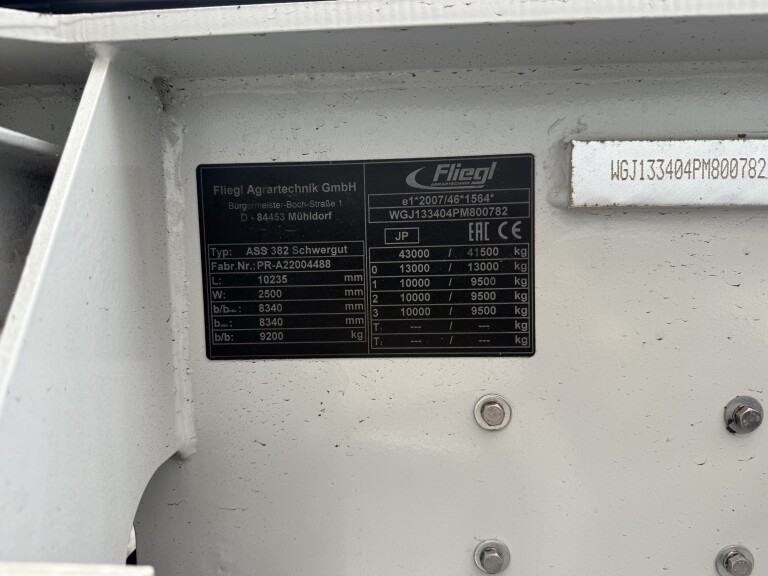 Fliegl Agrartechnik GmbH
Bürgermeister-Boch-Straße 1
D - 84453 Mühldorf
Typ: ASS 382 Schwergut
Fabr.Nr.: PR-A22004488
L: 10235 mm
W: 2500 mm
b/b 8340 mm
b 8340 mm
b/b: 9200 kg
Fliegl
AGRARTECHNIK
e1*2007/46*1564*
WGJ133404PM800782
JP EAC CE
43000 / 41500 kg
0 13000 / 13000 kg
1 10000 / 9500 kg
2 10000 / 9500 kg
3 10000 / 9500 kg
T --- / --- kg
T --- / --- kg
WGJ133404PM800782